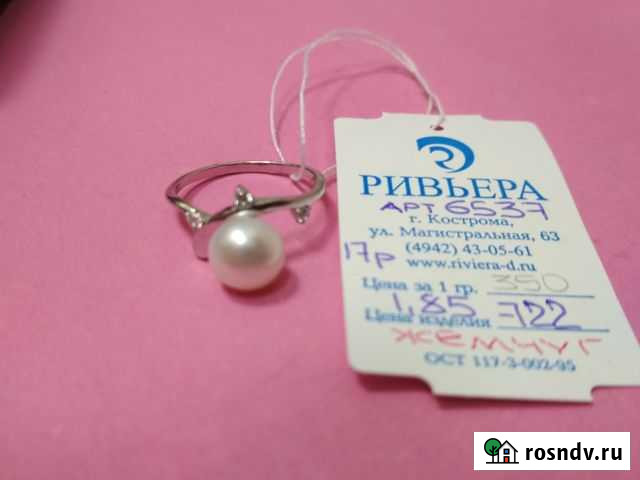 РИВЬЕРА
АРТ 6537
г. Кострома,
ул. Магистральная, 63
(4942) 43-05-61
17р www.riviera-d.ru
Цена за 1 гр. 350
1,85
Цена изделия 722
ЖЕМЧУГ
ОСТ 117-3-002-95
rosndv.ru